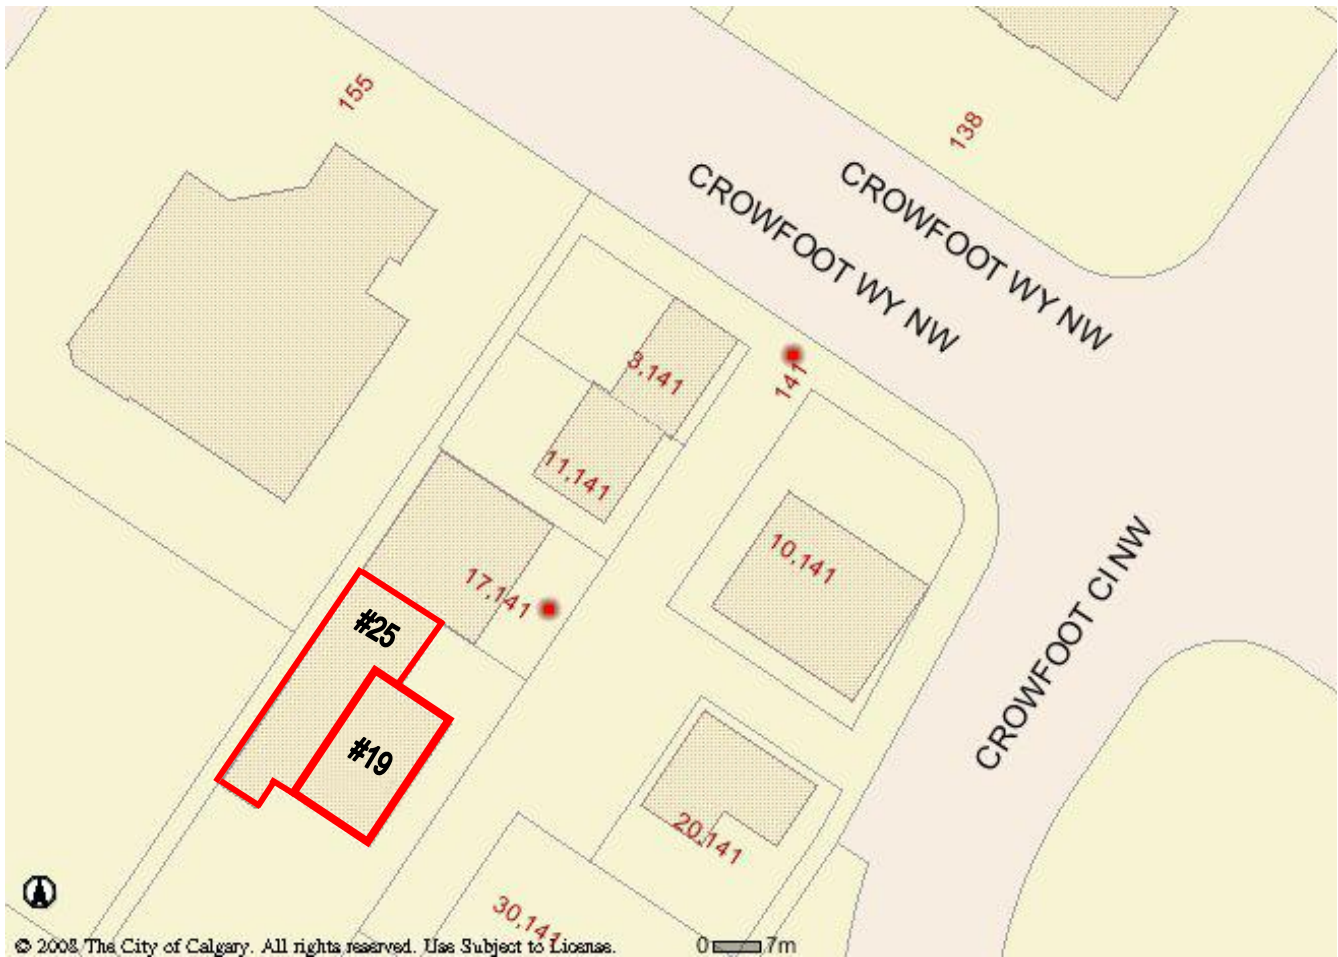 155
138
CROWFOOT WY NW
CROWFOOT WY NW
3,141
141
11,141
10,141
17,141
CROWFOOT CI NW
#25
#19
20,141
30,141
© 2008 The City of Calgary. All rights reserved. Use Subject to License.
0 7m